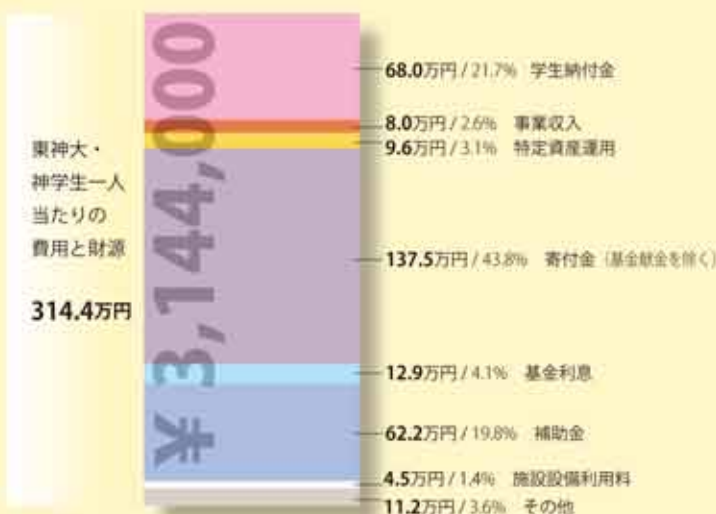 東神大・
神学生一人
当たりの
費用と財源
314.4万円
¥ 3,144,000
68.0万円 / 21.7% 学生納付金
8.0万円 / 2.6% 事業収入
9.6万円 / 3.1% 特定資産運用
137.5万円 / 43.8% 寄付金（基金献金を除く）
12.9万円 / 4.1% 基金利息
62.2万円 / 19.8% 補助金
4.5万円 / 1.4% 施設設備利用料
11.2万円 / 3.6% その他